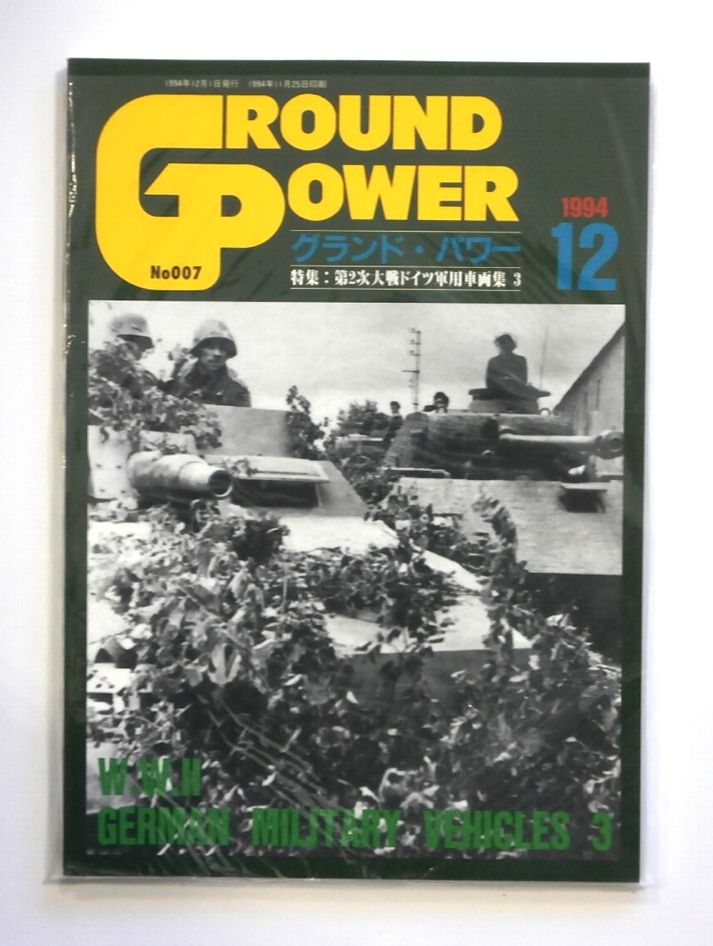 1994年12月1日発行 1994年11月25日印刷
GROUND
POWER
1994
12
グランド・パワー
No007
特集：第2次大戦ドイツ軍用車両集 3
W.W.II
GERMAN MILITARY VEHICLES 3